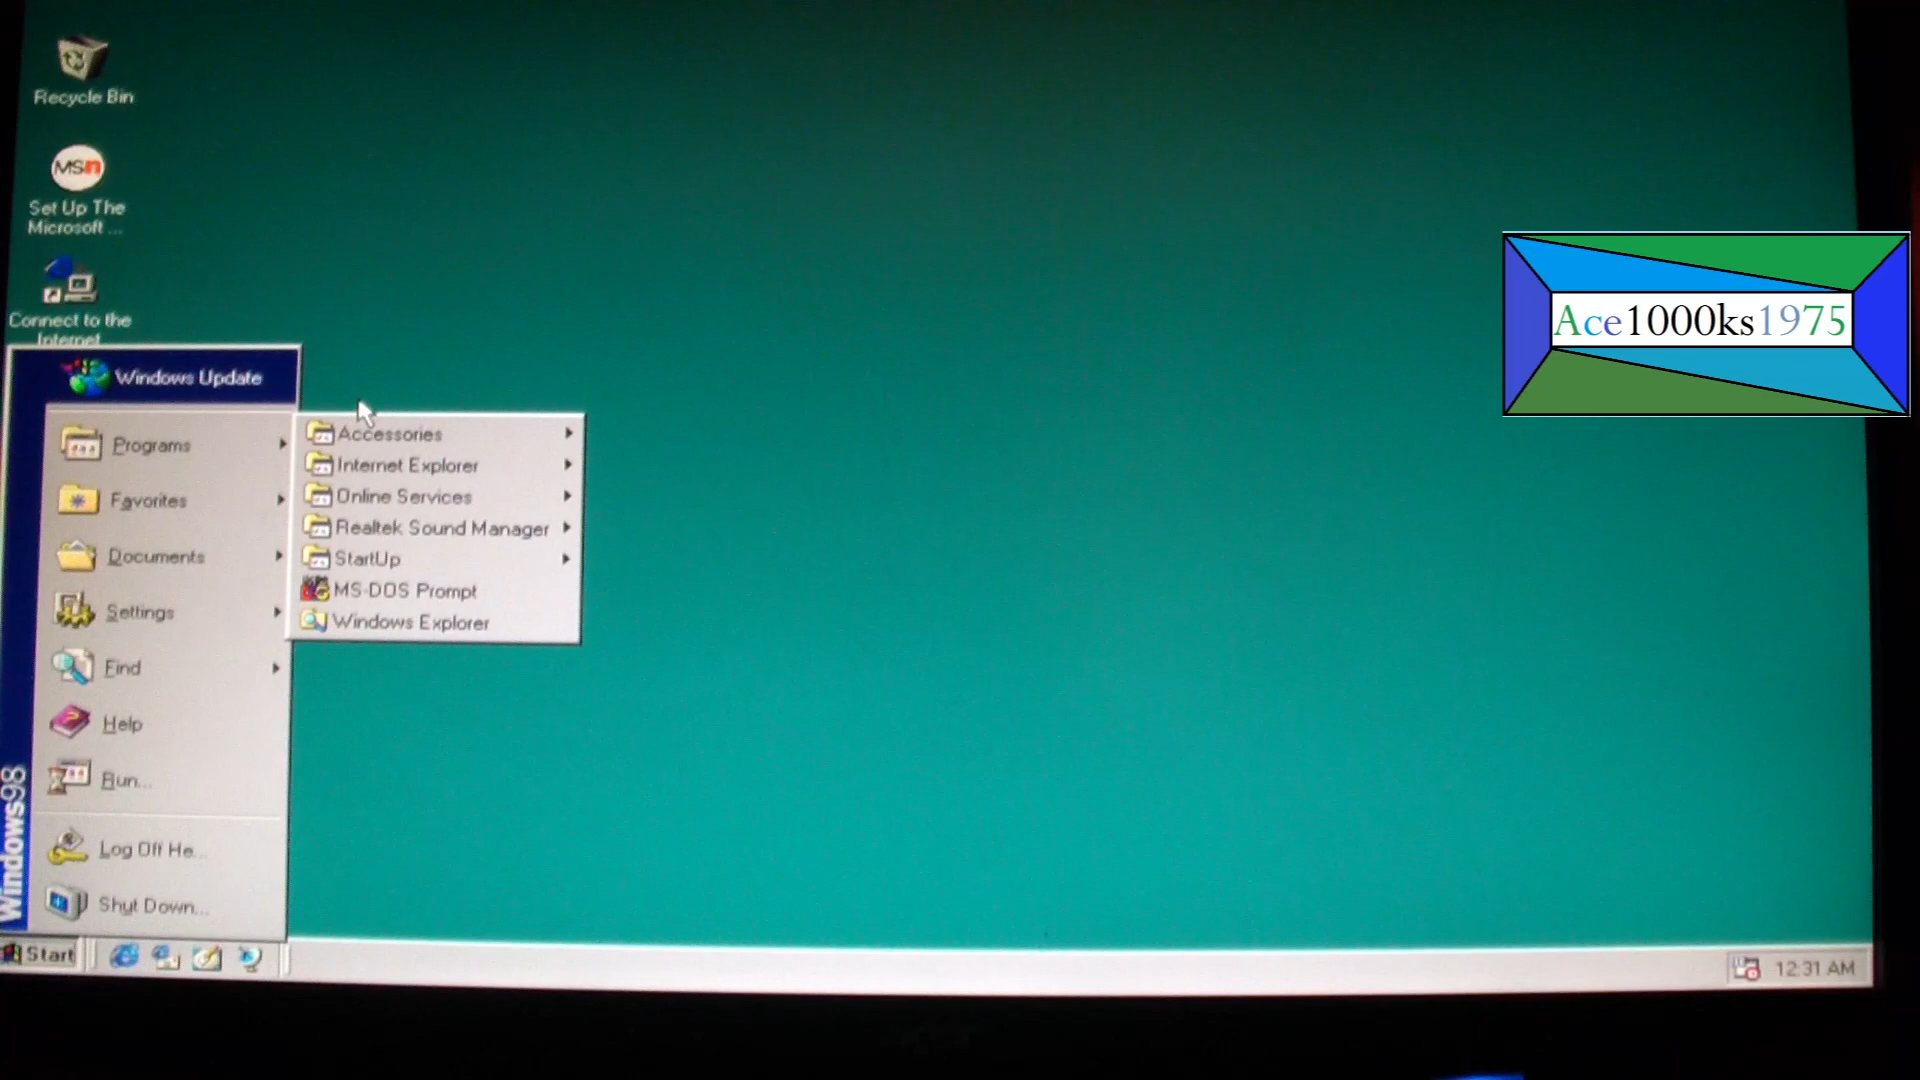 Recycle Bin
MSn
Set Up The
Microsoft ...
Connect to the
Internet
Windows Update
Programs
Favorites
Documents
Settings
Find
Help
Run...
Log Off He...
Shut Down...
Windows98
Accessories
Internet Explorer
Online Services
Realtek Sound Manager
StartUp
MS-DOS Prompt
Windows Explorer
Ace1000ks1975
Start
12:31 AM